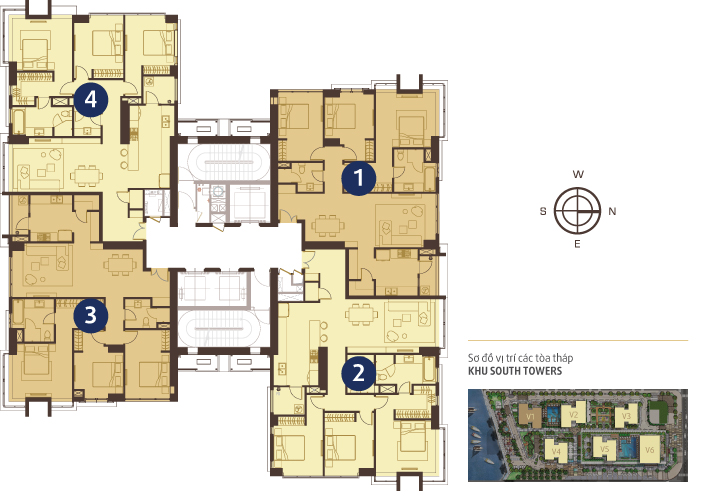 4
1
3
2
W
S N
E
Sơ đồ vị trí các tòa tháp
KHU SOUTH TOWERS
V1 V2 V3
V4 V5 V6